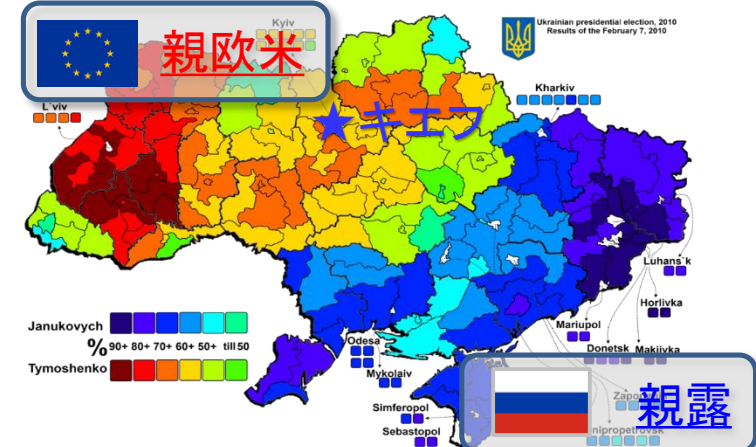 Ukrainian presidential election, 2010
Results of the February 7, 2010
Kyiv
親欧米
L'viv
Kharkiv
★キエフ
Luhans'k
Horlivka
Mariupol
Donetsk
Makiivka
Janukovych
% 90+ 80+ 70+ 60+ 50+ till 50
Tymoshenko
Odesa
Mykolaiv
Simferopol
Sebastopol
親露